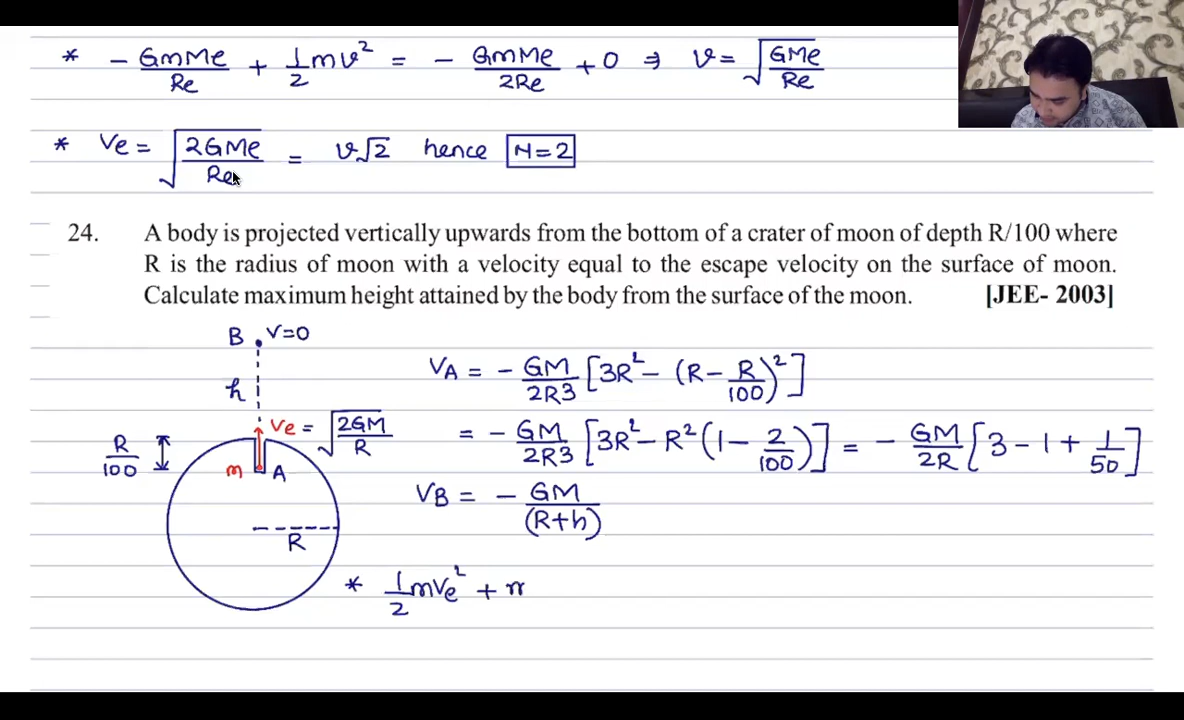 * - GmMe/Re + 1/2 mv² = - GmMe/2Re + 0 ⇒ v = √(GMe/Re)
* Ve = √(2GMe/Re) = v√2 hence N=2
24. A body is projected vertically upwards from the bottom of a crater of moon of depth R/100 where
R is the radius of moon with a velocity equal to the escape velocity on the surface of moon.
Calculate maximum height attained by the body from the surface of the moon. [JEE- 2003]
B V=0
h
Ve = √(2GM/R)
R/100
m A
R
VA = - GM/2R3 [3R² - (R - R/100)²]
= - GM/2R3 [3R² - R²(1 - 2/100)] = - GM/2R [3 - 1 + 1/50]
VB = - GM/(R+h)
* 1/2 mVe² + m